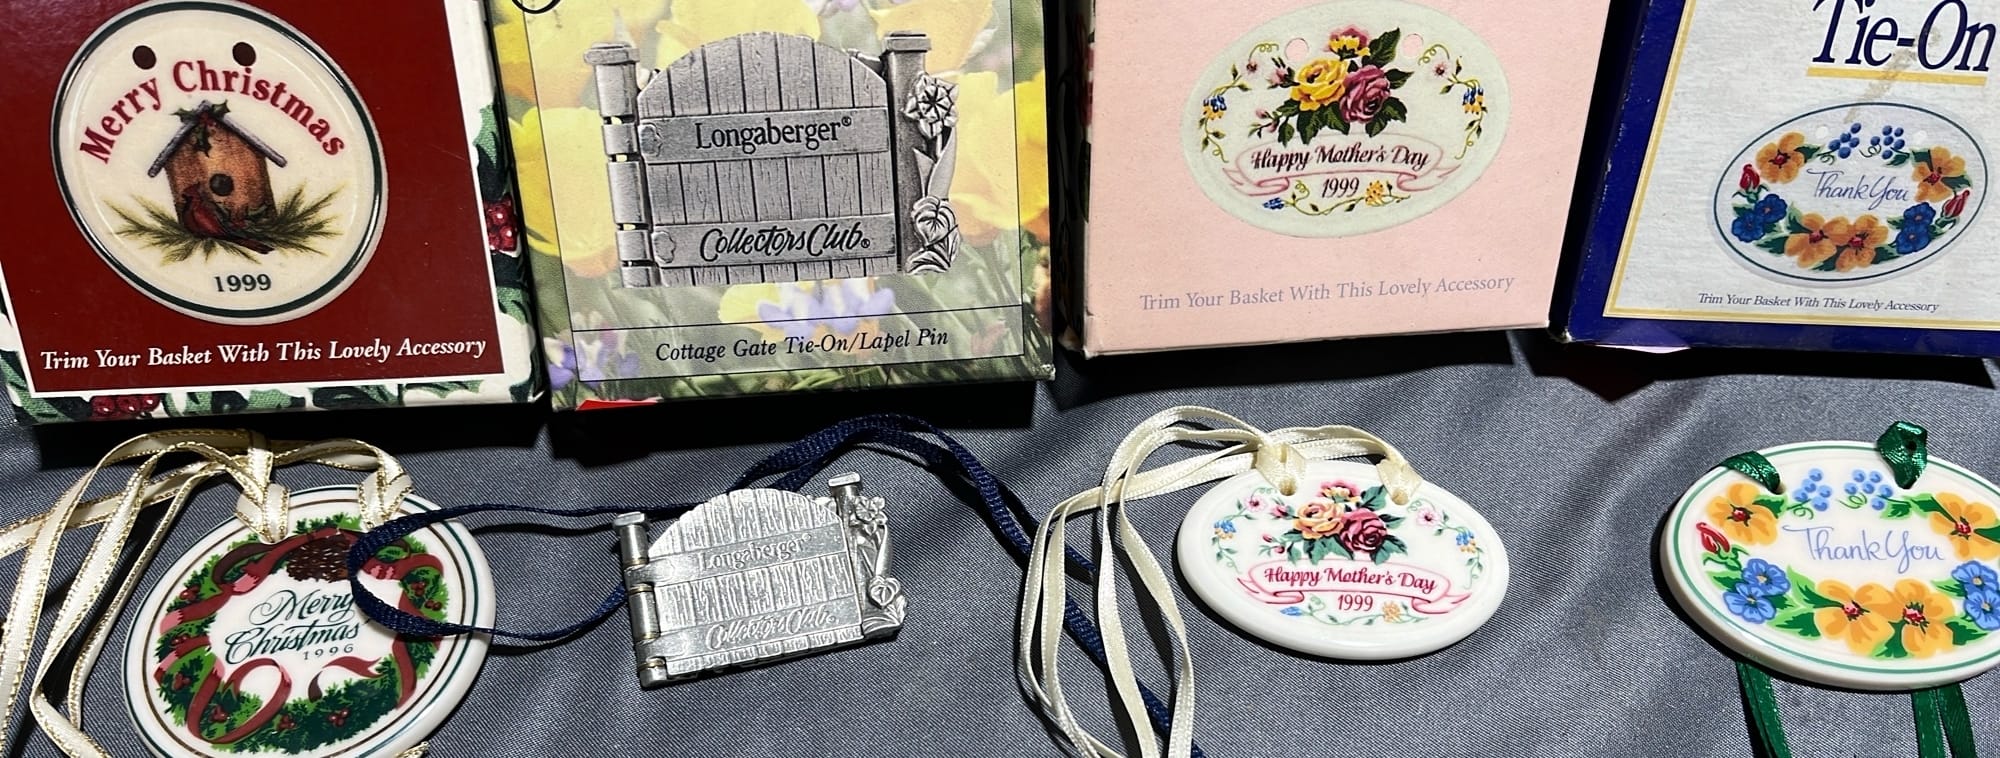 Merry Christmas
1999
Trim Your Basket With This Lovely Accessory
Longaberger®
Collectors Club®
Cottage Gate Tie-On/Lapel Pin
Happy Mother's Day
1999
Trim Your Basket With This Lovely Accessory
Tie-On
Thank You
Trim Your Basket With This Lovely Accessory
Merry
Christmas
1996
Longaberger®
Collectors Club®
Happy Mother's Day
1999
Thank You